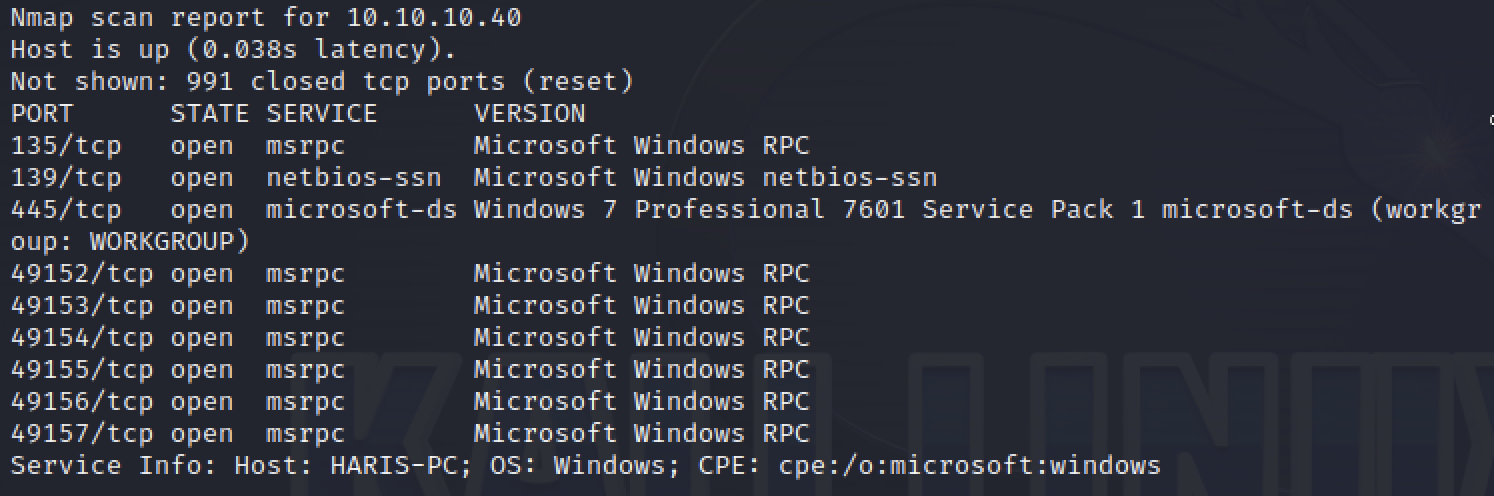 Nmap scan report for 10.10.10.40
Host is up (0.038s latency).
Not shown: 991 closed tcp ports (reset)
PORT      STATE SERVICE      VERSION
135/tcp   open  msrpc        Microsoft Windows RPC
139/tcp   open  netbios-ssn  Microsoft Windows netbios-ssn
445/tcp   open  microsoft-ds Windows 7 Professional 7601 Service Pack 1 microsoft-ds (workgr
oup: WORKGROUP)
49152/tcp open  msrpc        Microsoft Windows RPC
49153/tcp open  msrpc        Microsoft Windows RPC
49154/tcp open  msrpc        Microsoft Windows RPC
49155/tcp open  msrpc        Microsoft Windows RPC
49156/tcp open  msrpc        Microsoft Windows RPC
49157/tcp open  msrpc        Microsoft Windows RPC
Service Info: Host: HARIS-PC; OS: Windows; CPE: cpe:/o:microsoft:windows